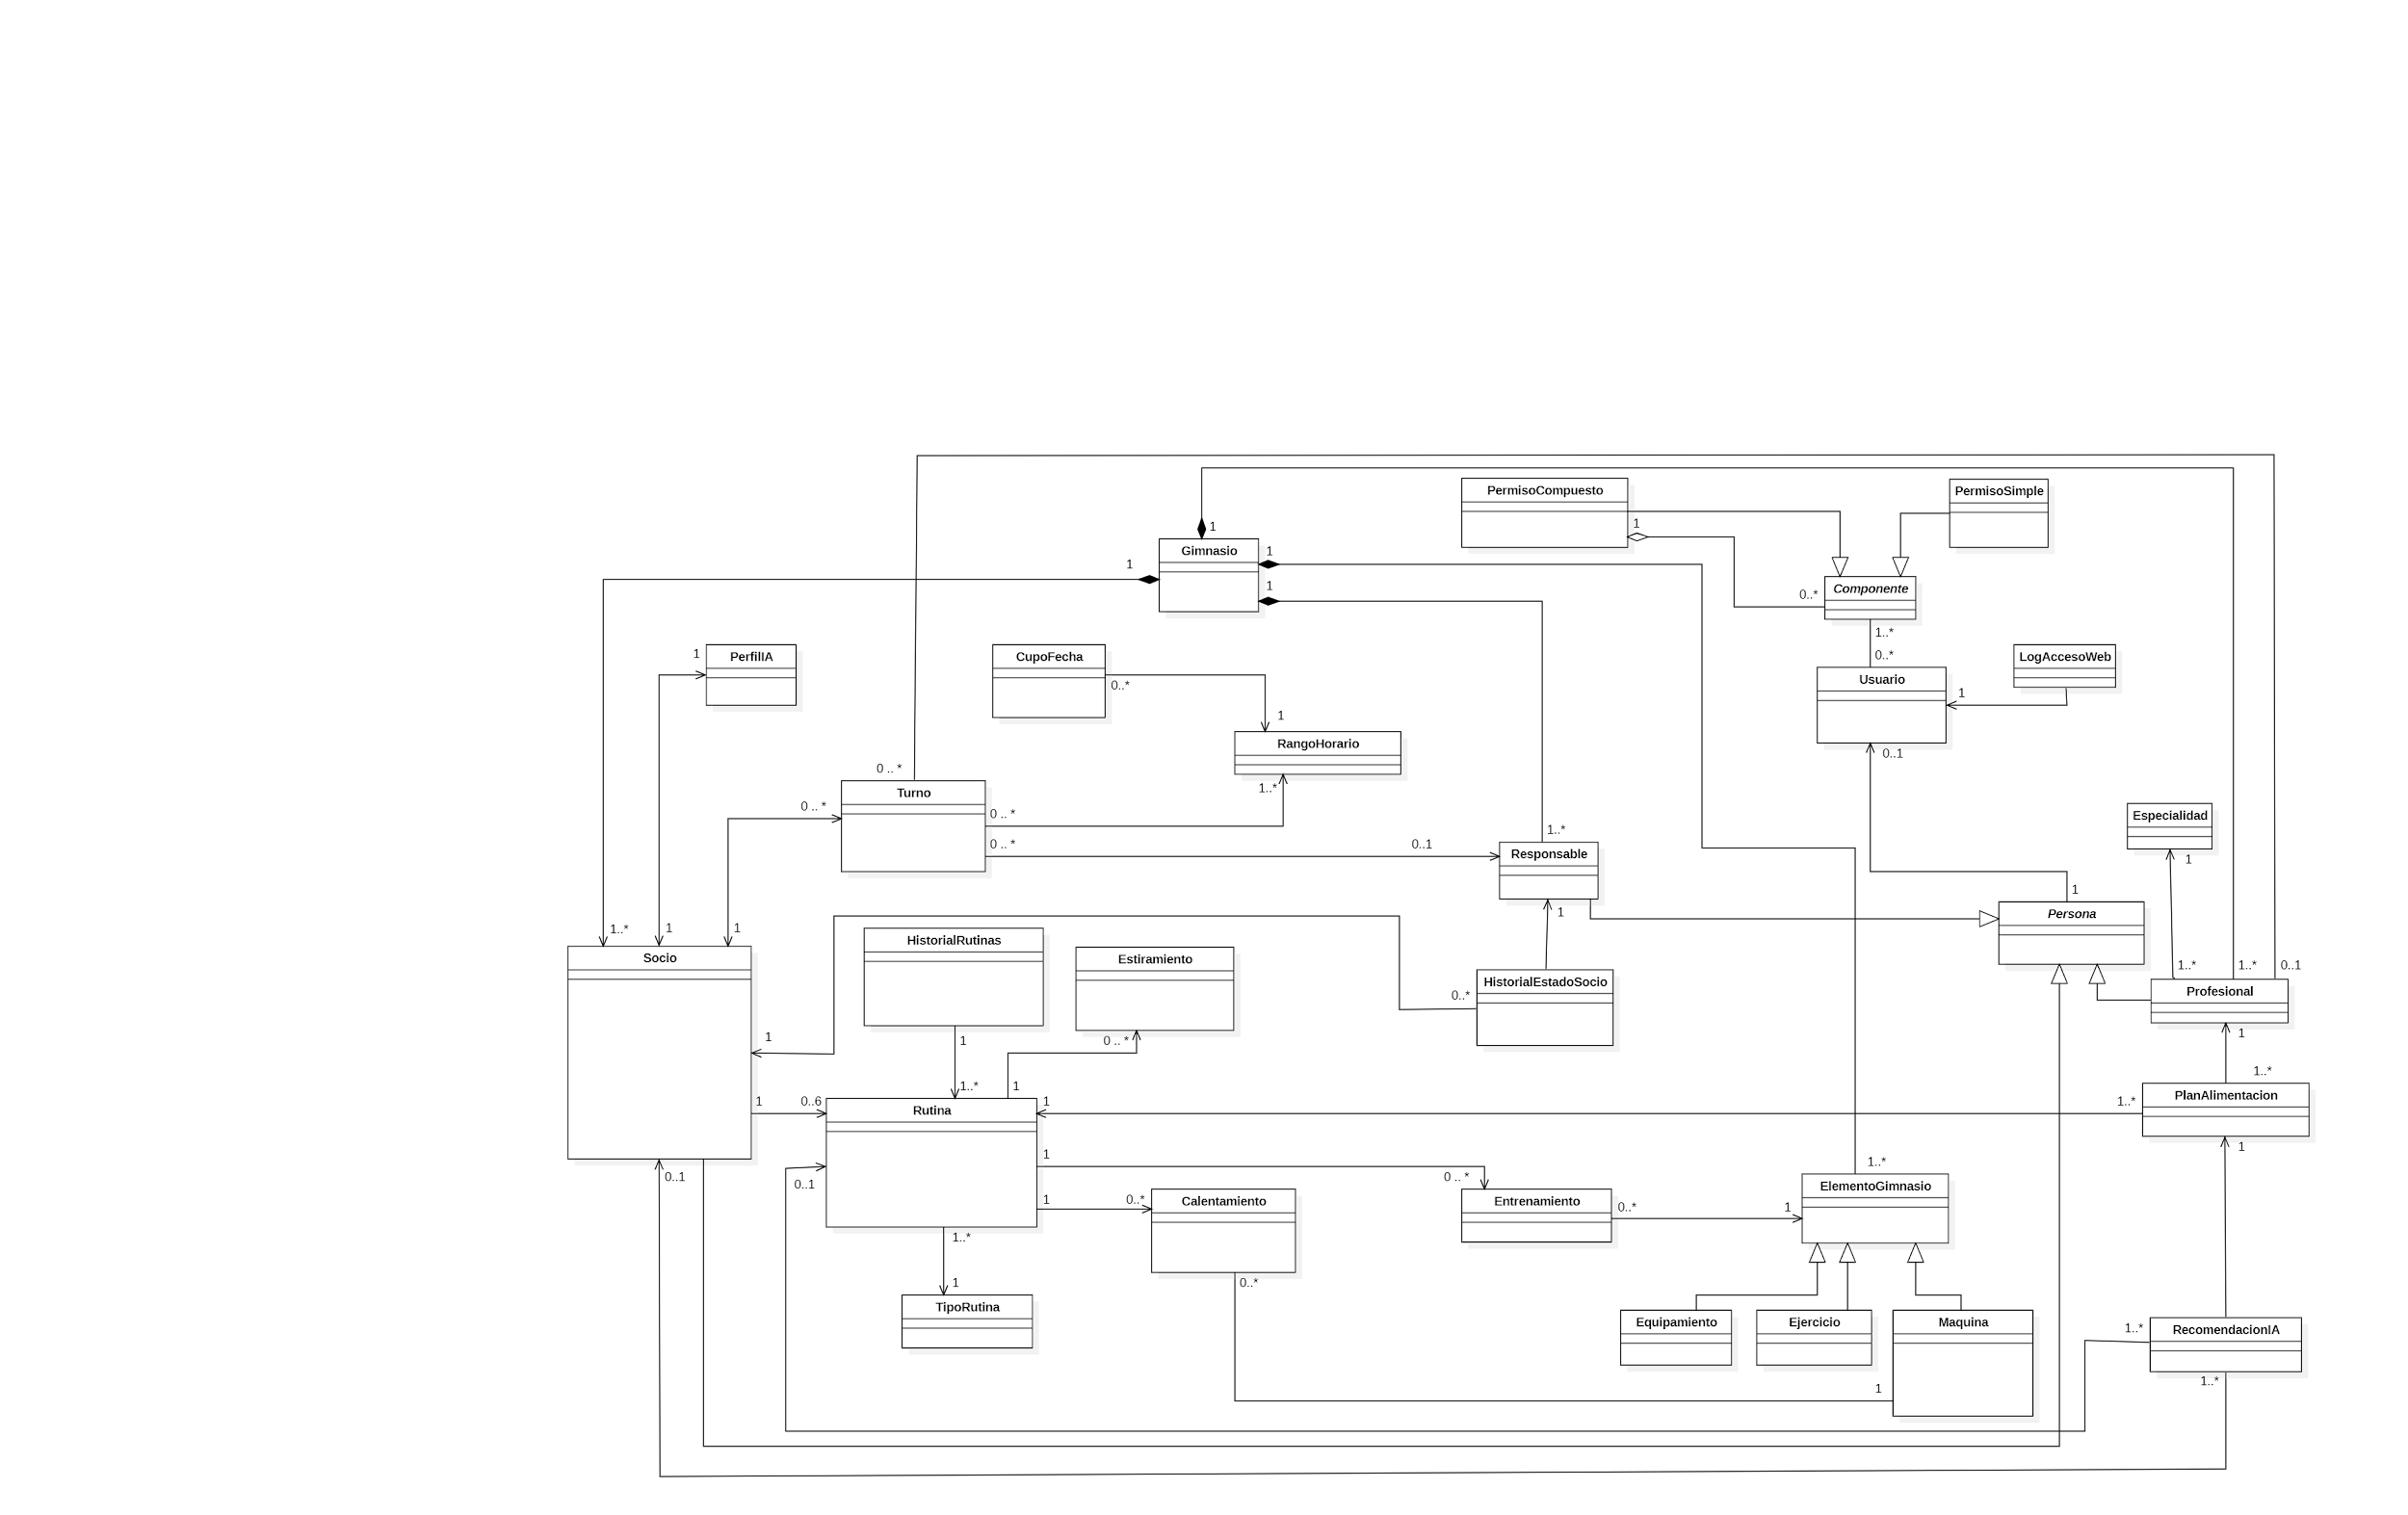 PermisoCompuesto
PermisoSimple
1
1
Gimnasio
1
1
1
Componente
0..*
1
1..*
0..*
PerfilIA
1
CupoFecha
0..*
Usuario
LogAccesoWeb
1
1
RangoHorario
1..*
0..1
0 .. *
Turno
0 .. *
0 .. *
0 .. *
0..1
1..*
Responsable
Especialidad
1
1
1
Persona
1..*
1
1
HistorialRutinas
Estiramiento
Socio
HistorialEstadoSocio
0..*
1..*
1..*
0..1
Profesional
1
1
1
0 .. *
1
1..*
1
1..*
PlanAlimentacion
1
0..6
Rutina
1
1..*
1
1
0 .. *
0..1
0..1
1..*
ElementoGimnasio
1
0..*
Calentamiento
Entrenamiento
0..*
1
1..*
1
0..*
TipoRutina
Equipamiento
Ejercicio
Maquina
1..*
RecomendacionIA
1
1..*